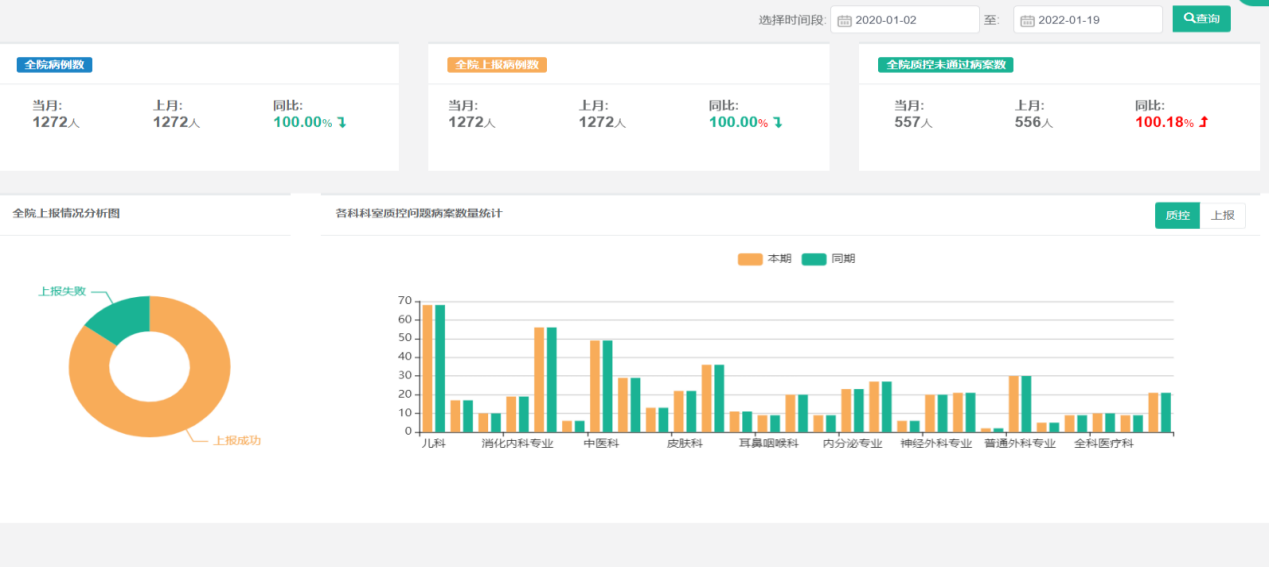 选择时间段: 2020-01-02 至: 2022-01-19 查询
全院病例数 全院上报病例数 全院质控未通过病案数
当月: 上月: 同比: 当月: 上月: 同比: 当月: 上月: 同比:
1272人 1272人 100.00% 1272人 1272人 100.00% 557人 556人 100.18%
全院上报情况分析图 各科科室质控问题病案数量统计 质控 上报
本期 同期
上报失败
上报成功
70
60
50
40
30
20
10
0
儿科 消化内科专业 中医科 皮肤科 耳鼻咽喉科 内分泌专业 神经外科专业 普通外科专业 全科医疗科